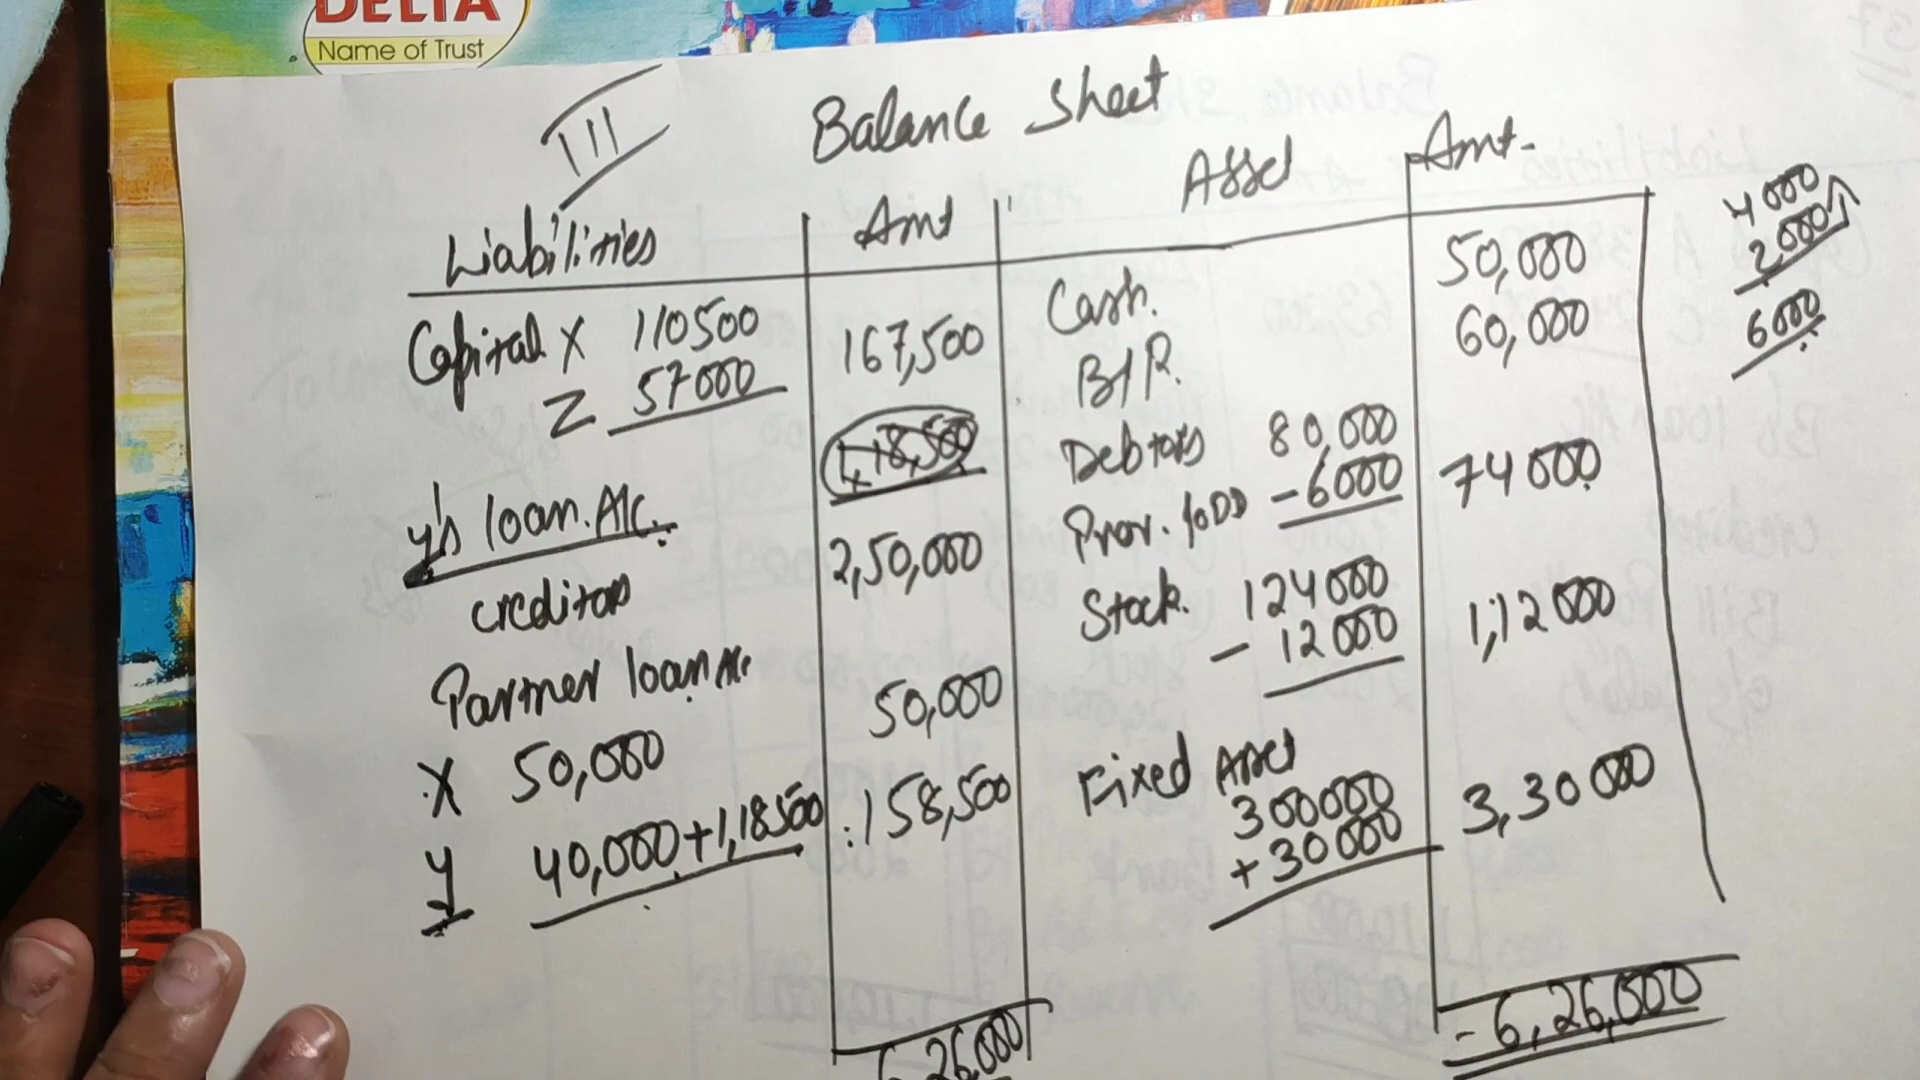 DELTA
Name of Trust
III
Balance Sheet
Liabilities Amt Asset Amt.
Capital X 110500
Z 57000 167,500
1,18,500
y's loan A/c.
creditors 2,50,000
Partner loan A/c
X 50,000 50,000
y 40,000+1,18500 158,500
6,26,000
Cash. 50,000
B/R. 60,000
Debtors 80,000
Prov. for DD -6000 74000
Stock. 124000
- 12000 1,12000
Fixed Asset
300000
+30000 3,30000
- 6,26,000
4000
2000
6000